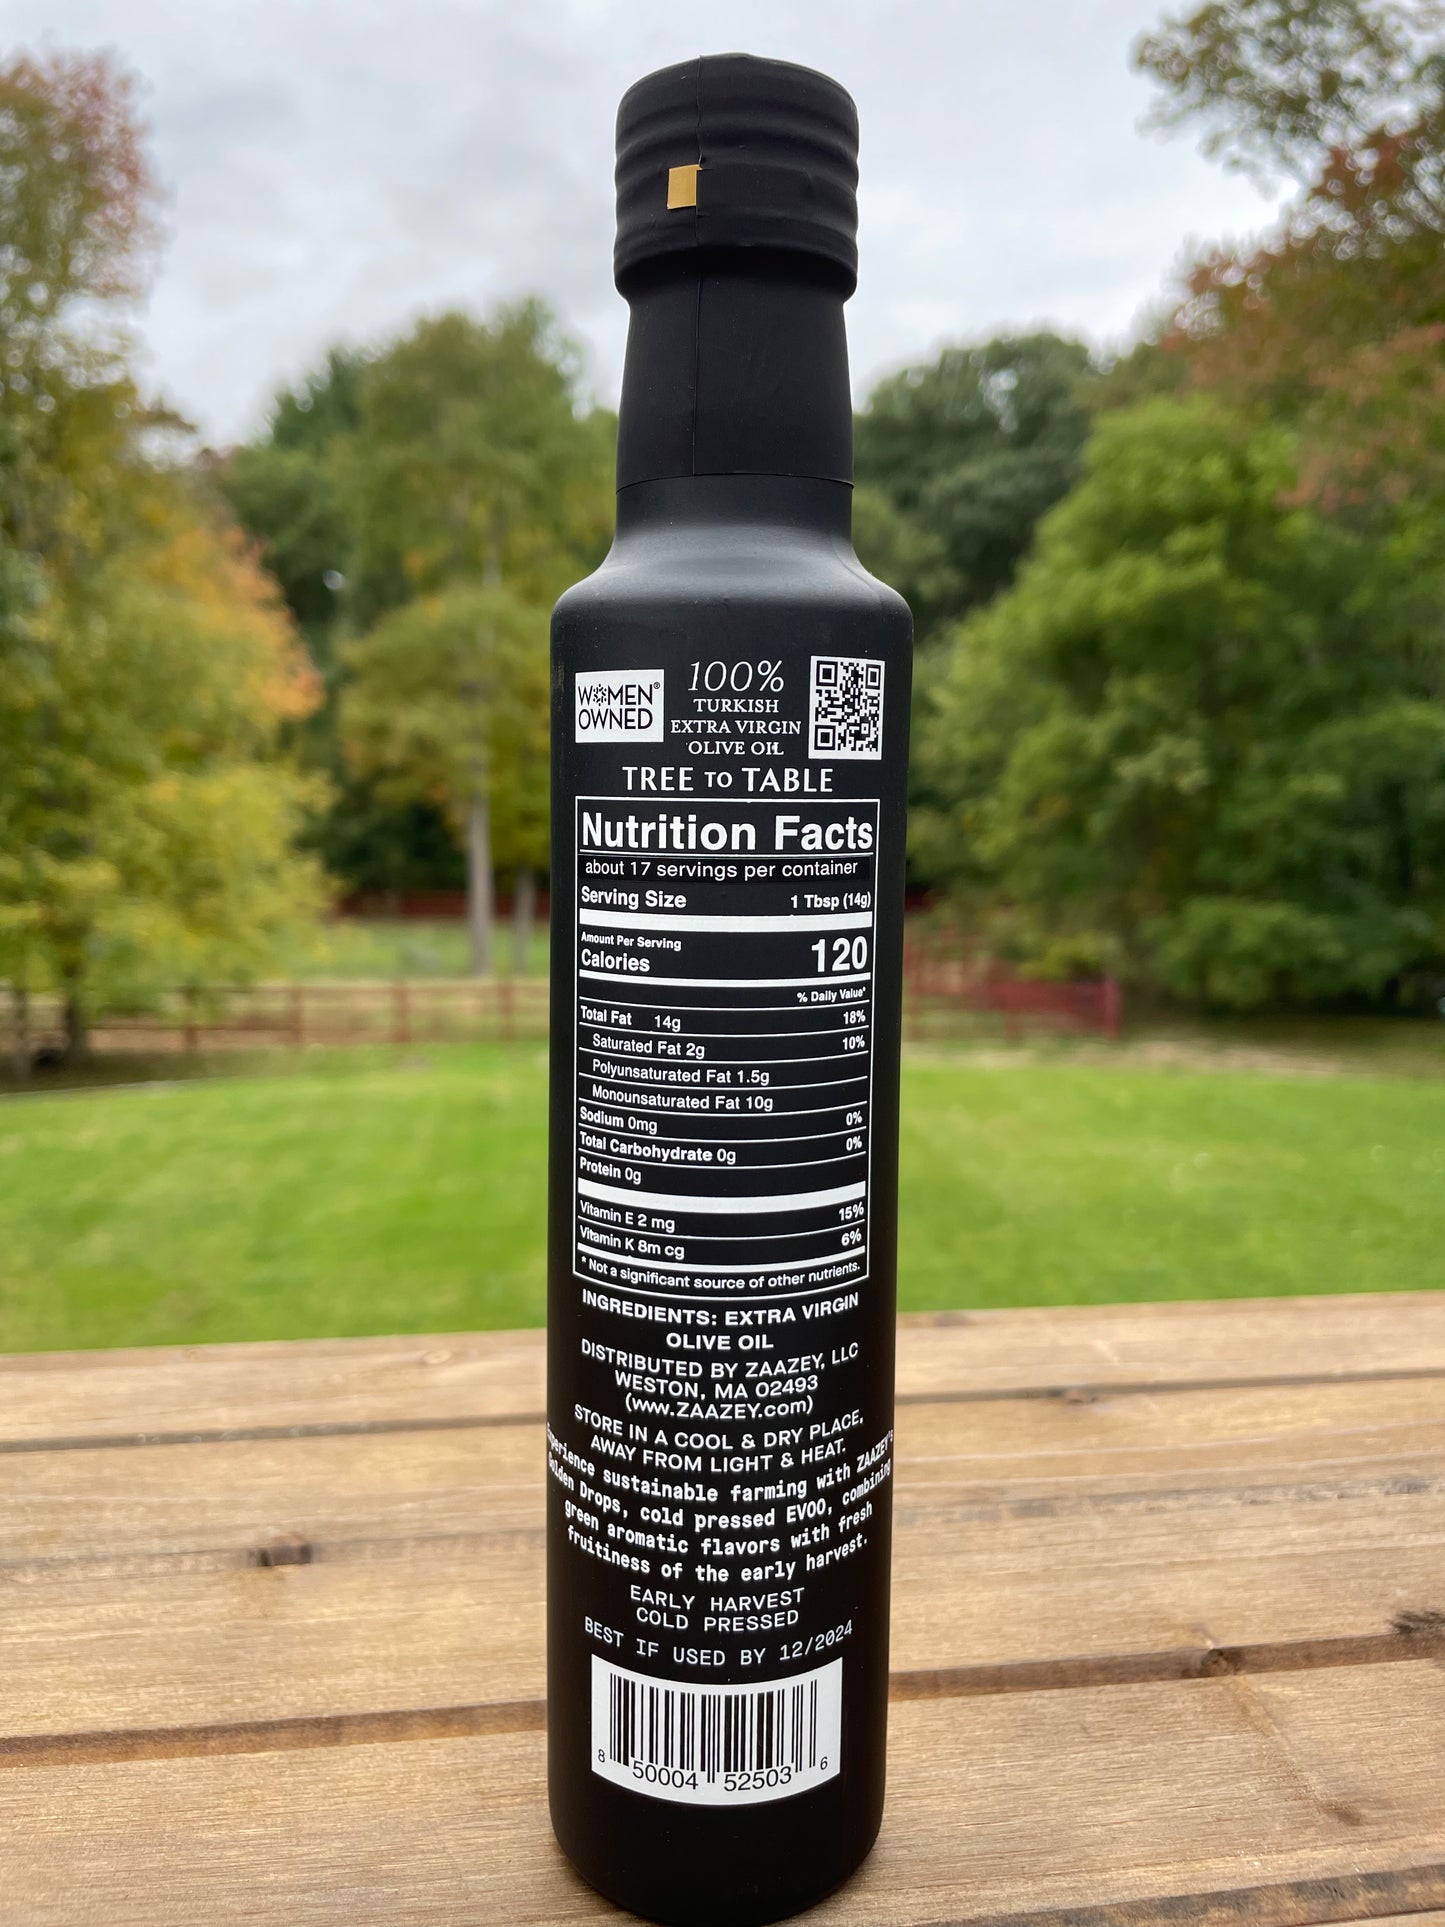 WOMEN®
OWNED
100%
TURKISH
EXTRA VIRGIN
OLIVE OIL
TREE TO TABLE
Nutrition Facts
about 17 servings per container
Serving Size 1 Tbsp (14g)
Amount Per Serving
Calories 120
% Daily Value*
Total Fat 14g 18%
Saturated Fat 2g 10%
Polyunsaturated Fat 1.5g
Monounsaturated Fat 10g
Sodium 0mg 0%
Total Carbohydrate 0g 0%
Protein 0g
Vitamin E 2 mg 15%
Vitamin K 8m cg 6%
* Not a significant source of other nutrients.
INGREDIENTS: EXTRA VIRGIN
OLIVE OIL
DISTRIBUTED BY ZAAZEY, LLC
WESTON, MA 02493
(www.ZAAZEY.com)
STORE IN A COOL & DRY PLACE,
AWAY FROM LIGHT & HEAT.
Experience sustainable farming with ZAAZEY's
Golden Drops, cold pressed EVOO, combining
green aromatic flavors with fresh
fruitiness of the early harvest.
EARLY HARVEST
COLD PRESSED
BEST IF USED BY 12/2024
8 50004 52503 6